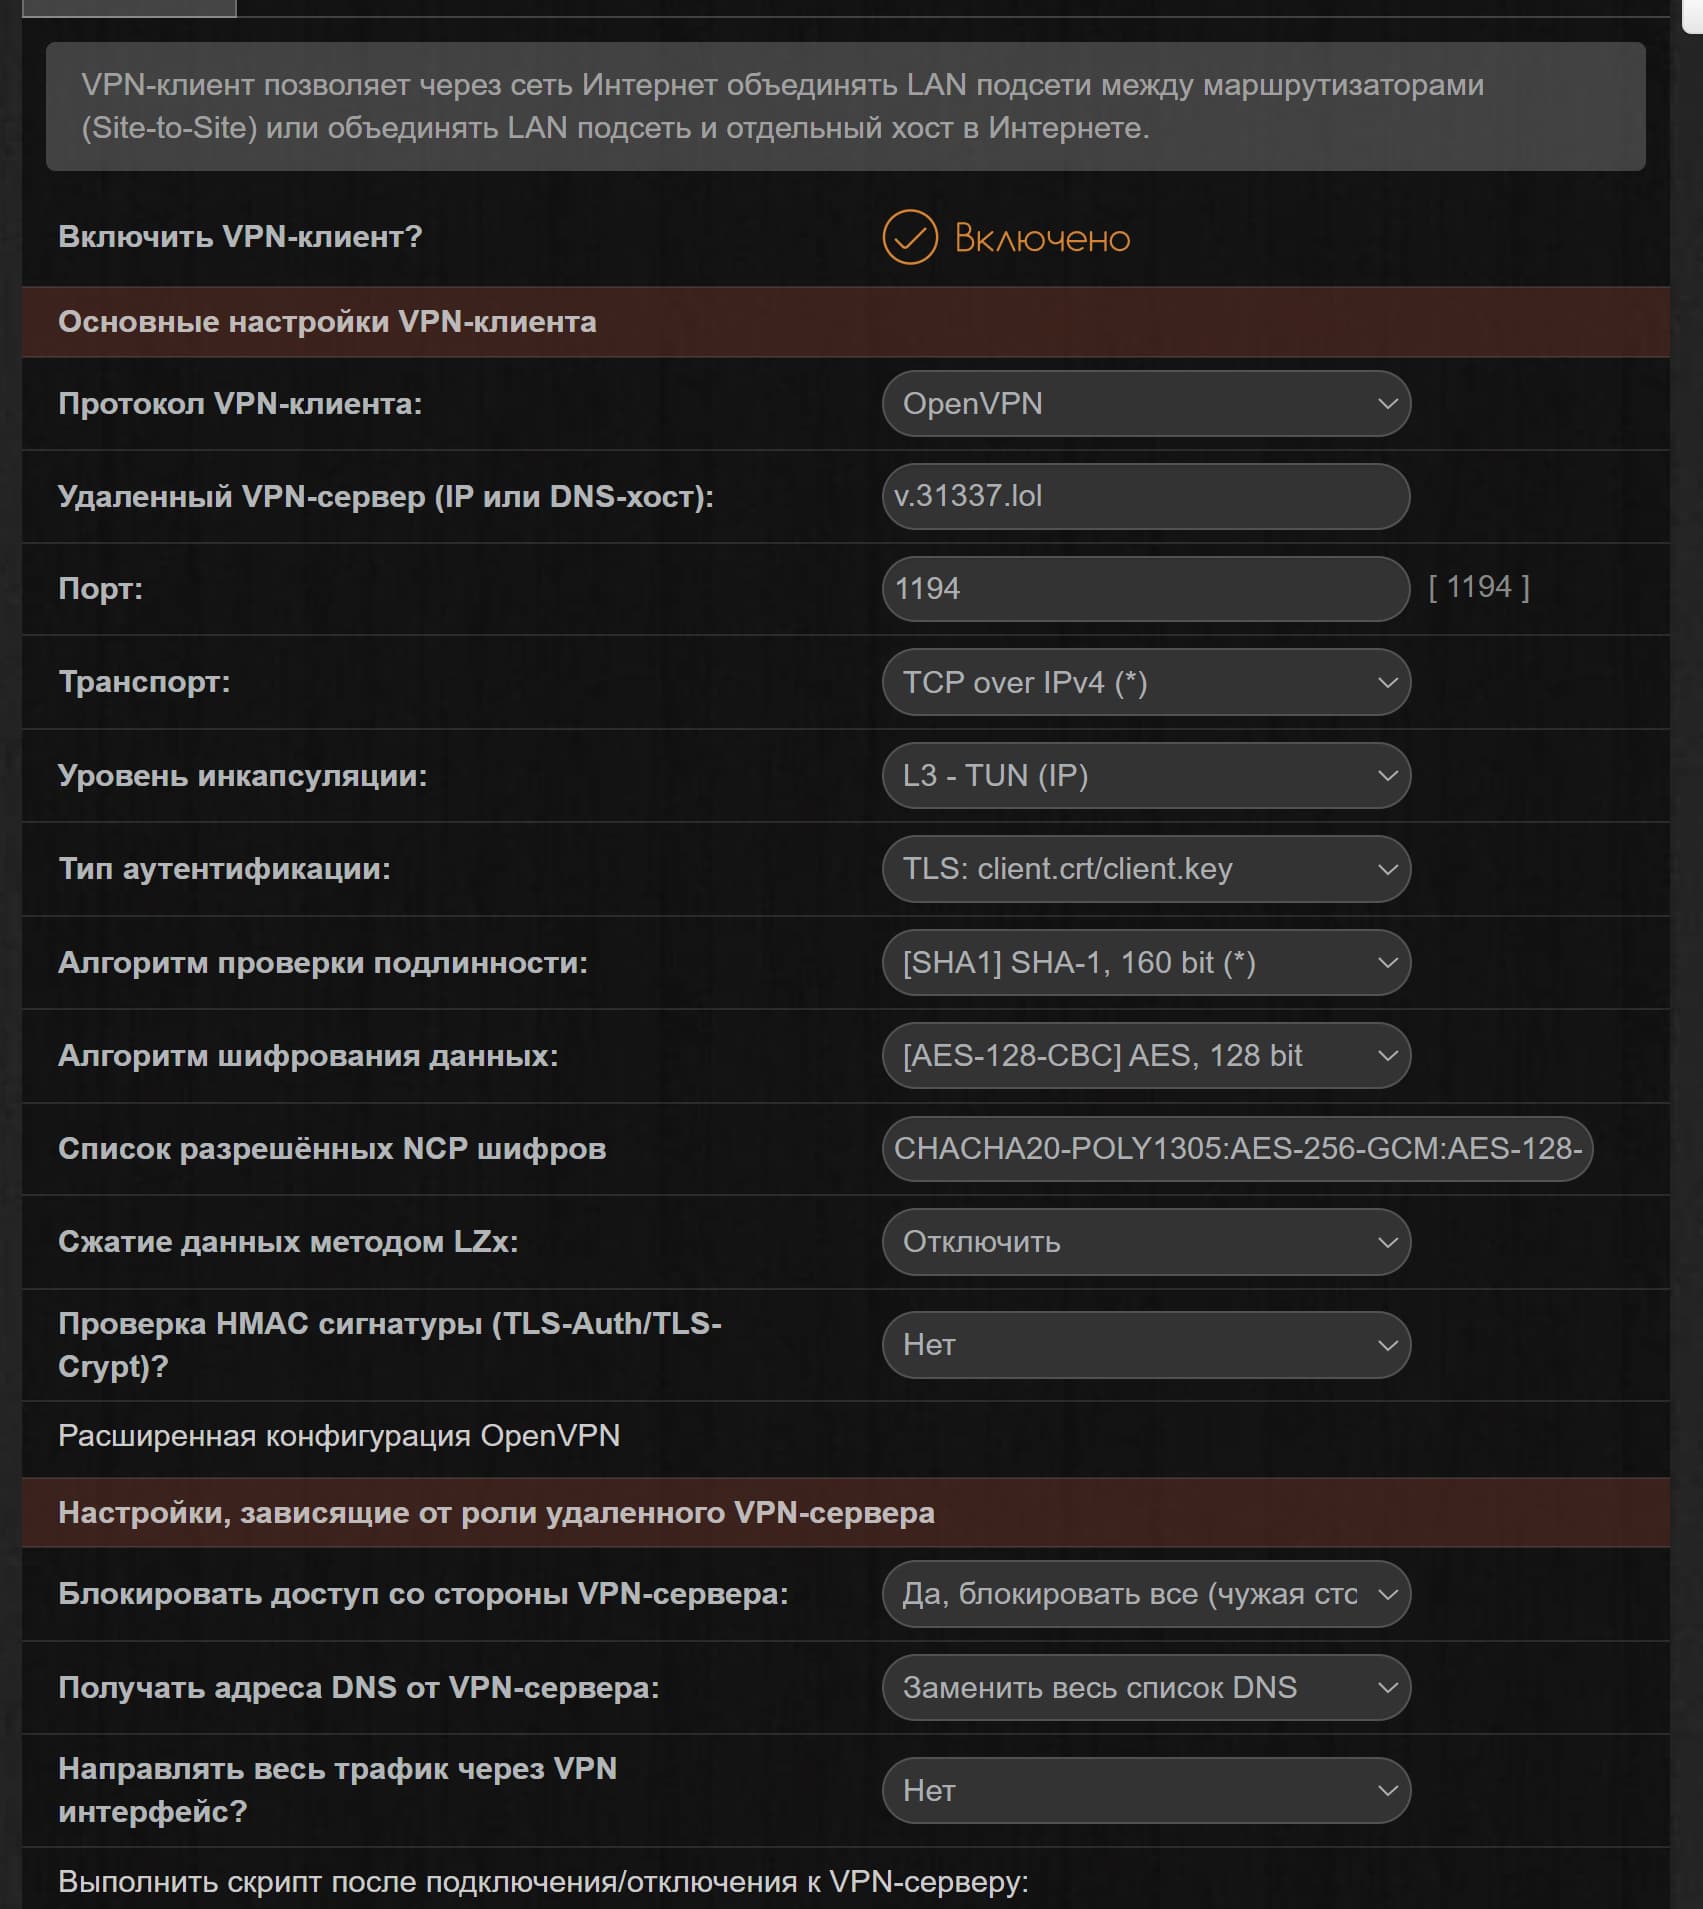 VPN-клиент позволяет через сеть Интернет объединять LAN подсети между маршрутизаторами
(Site-to-Site) или объединять LAN подсеть и отдельный хост в Интернете.
Включить VPN-клиент?
Включено
Основные настройки VPN-клиента
Протокол VPN-клиента:
OpenVPN
Удаленный VPN-сервер (IP или DNS-хост):
v.31337.lol
Порт:
1194
[ 1194 ]
Транспорт:
TCP over IPv4 (*)
Уровень инкапсуляции:
L3 - TUN (IP)
Тип аутентификации:
TLS: client.crt/client.key
Алгоритм проверки подлинности:
[SHA1] SHA-1, 160 bit (*)
Алгоритм шифрования данных:
[AES-128-CBC] AES, 128 bit
Список разрешённых NCP шифров
CHACHA20-POLY1305:AES-256-GCM:AES-128-
Сжатие данных методом LZx:
Отключить
Проверка HMAC сигнатуры (TLS-Auth/TLS-
Crypt)?
Нет
Расширенная конфигурация OpenVPN
Настройки, зависящие от роли удаленного VPN-сервера
Блокировать доступ со стороны VPN-сервера:
Да, блокировать все (чужая сто
Получать адреса DNS от VPN-сервера:
Заменить весь список DNS
Направлять весь трафик через VPN
интерфейс?
Нет
Выполнить скрипт после подключения/отключения к VPN-серверу: